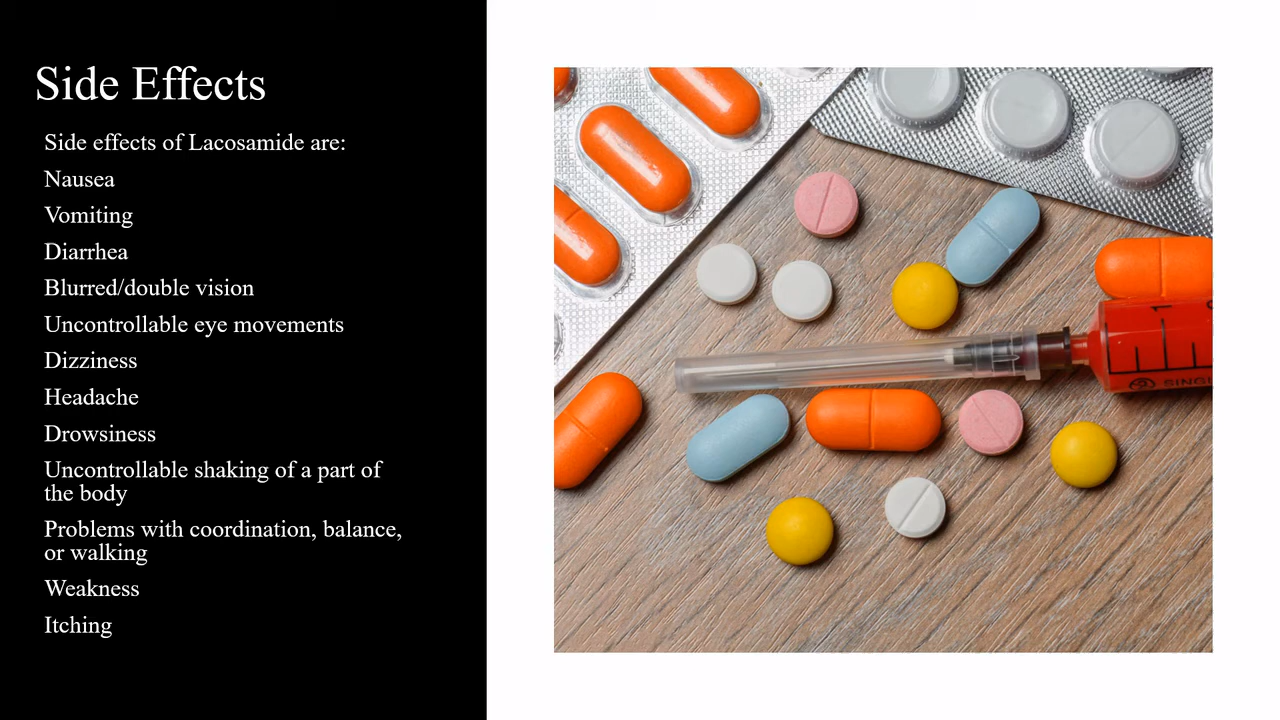 Side Effects
Side effects of Lacosamide are:
Nausea
Vomiting
Diarrhea
Blurred/double vision
Uncontrollable eye movements
Dizziness
Headache
Drowsiness
Uncontrollable shaking of a part of
the body
Problems with coordination, balance,
or walking
Weakness
Itching
1